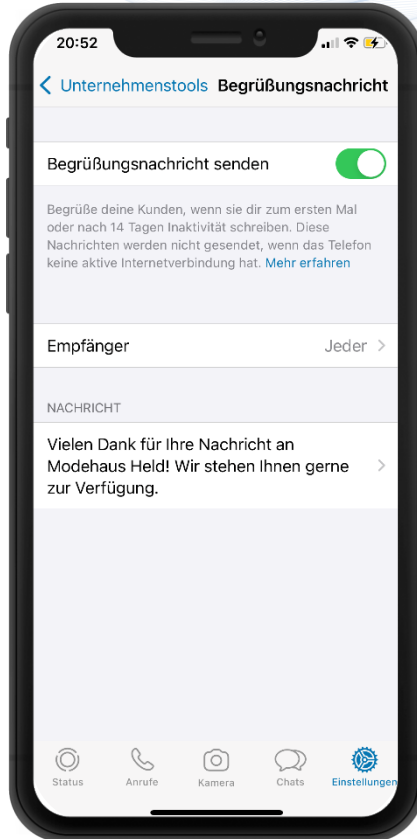 20:52
Unternehmenstools Begrüßungsnachricht
Begrüßungsnachricht senden
Begrüße deine Kunden, wenn sie dir zum ersten Mal
oder nach 14 Tagen Inaktivität schreiben. Diese
Nachrichten werden nicht gesendet, wenn das Telefon
keine aktive Internetverbindung hat. Mehr erfahren
Empfänger Jeder
NACHRICHT
Vielen Dank für Ihre Nachricht an
Modehaus Held! Wir stehen Ihnen gerne
zur Verfügung.
Status Anrufe Kamera Chats Einstellungen